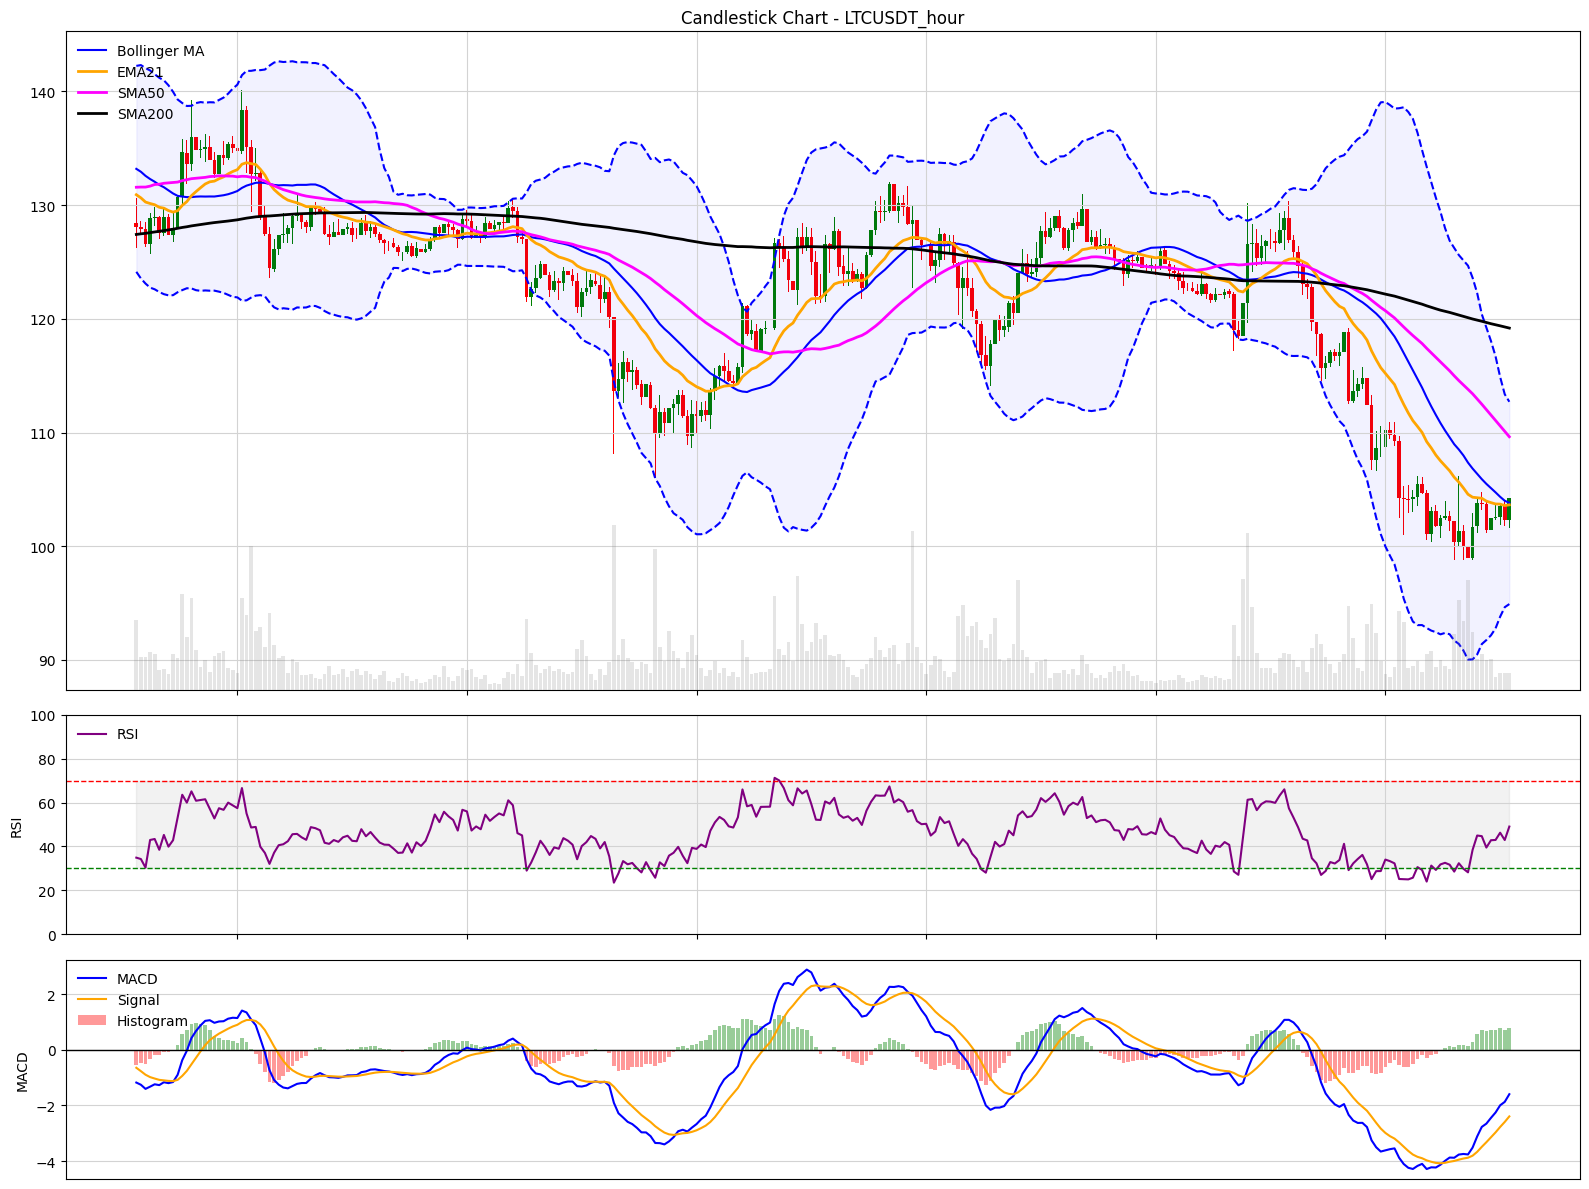 Candlestick Chart - LTCUSDT_hour
Bollinger MA
EMA21
SMA50
SMA200
140
130
120
110
100
90
RSI
100
80
60
40
20
0
RSI
MACD
Signal
Histogram
2
0
−2
−4
MACD